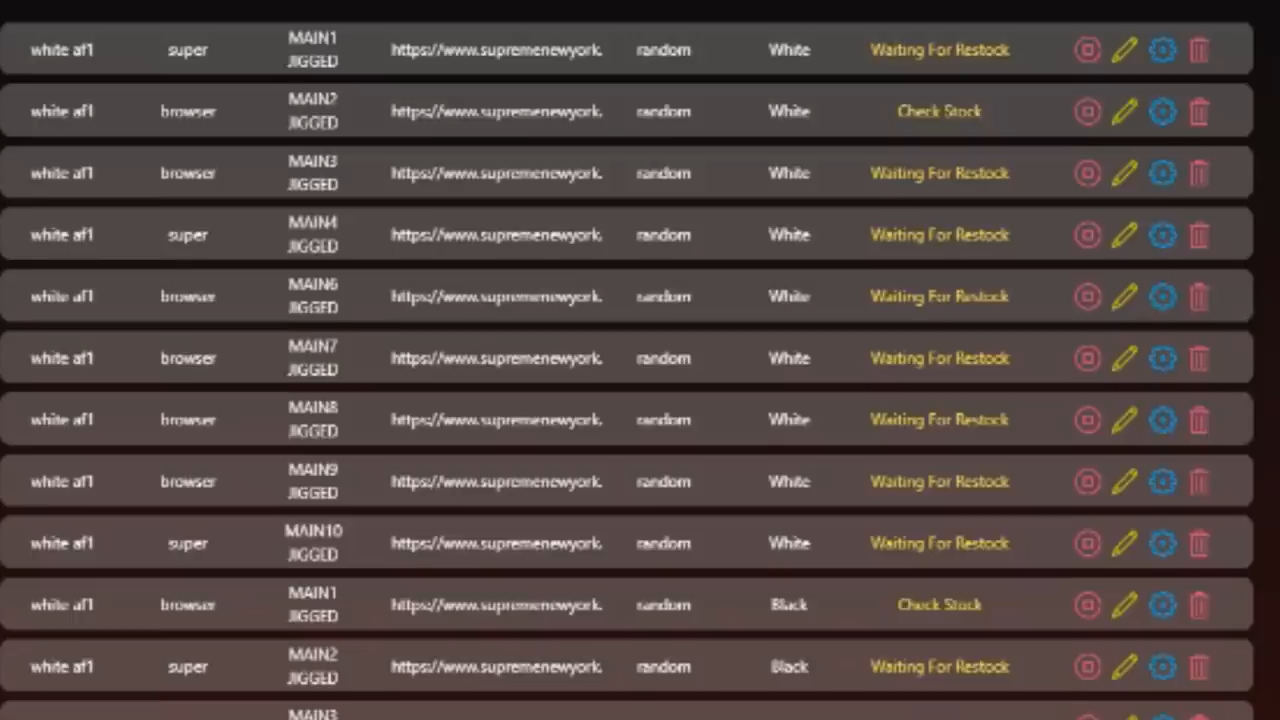 MAIN1
white af1 super https://www.supremenewyork. random White Waiting For Restock
JIGGED
MAIN2
white af1 browser https://www.supremenewyork. random White Check Stock
JIGGED
MAIN3
white af1 browser https://www.supremenewyork. random White Waiting For Restock
JIGGED
MAIN4
white af1 super https://www.supremenewyork. random White Waiting For Restock
JIGGED
MAIN6
white af1 browser https://www.supremenewyork. random White Waiting For Restock
JIGGED
MAIN7
white af1 browser https://www.supremenewyork. random White Waiting For Restock
JIGGED
MAIN8
white af1 browser https://www.supremenewyork. random White Waiting For Restock
JIGGED
MAIN9
white af1 browser https://www.supremenewyork. random White Waiting For Restock
JIGGED
MAIN10
white af1 super https://www.supremenewyork. random White Waiting For Restock
JIGGED
MAIN1
white af1 browser https://www.supremenewyork. random Black Check Stock
JIGGED
MAIN2
white af1 super https://www.supremenewyork. random Black Waiting For Restock
JIGGED
MAIN3